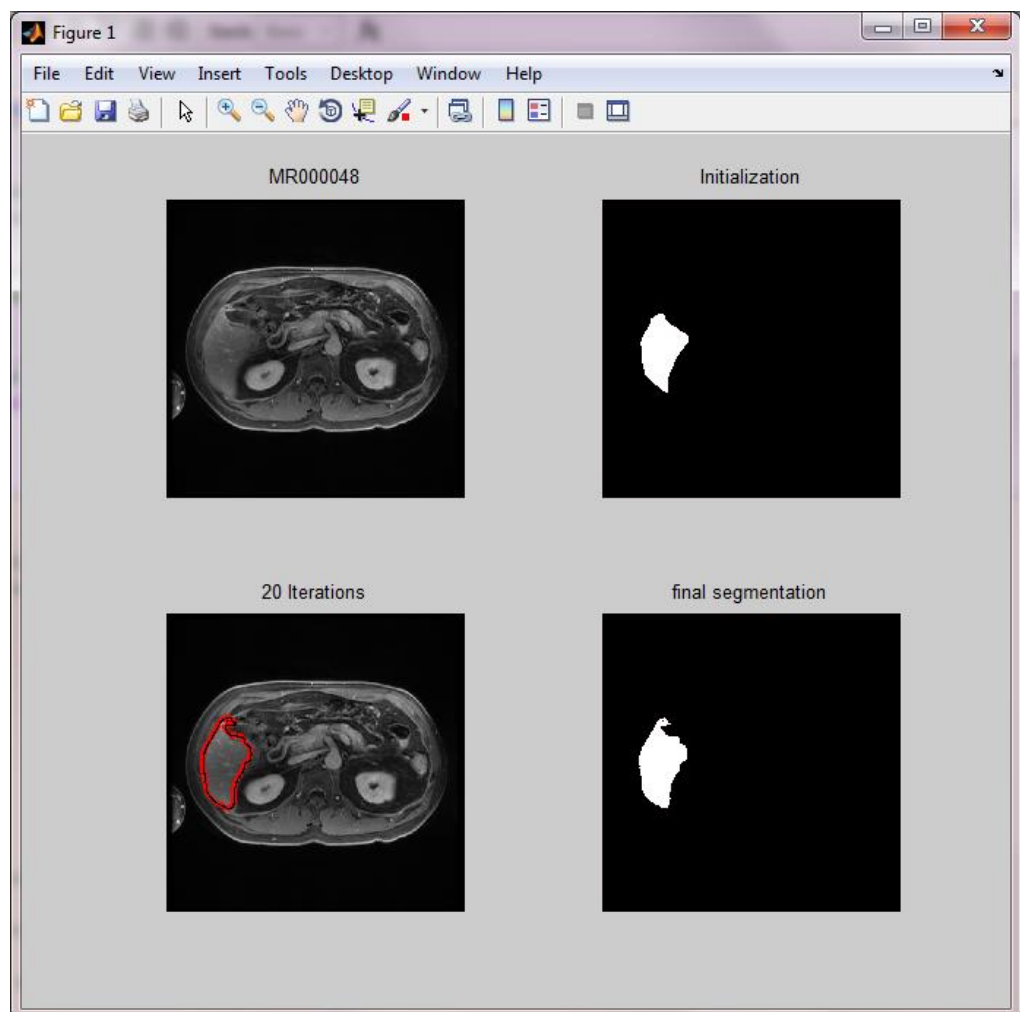 Figure 1
File Edit View Insert Tools Desktop Window Help
MR000048
Initialization
20 Iterations
final segmentation